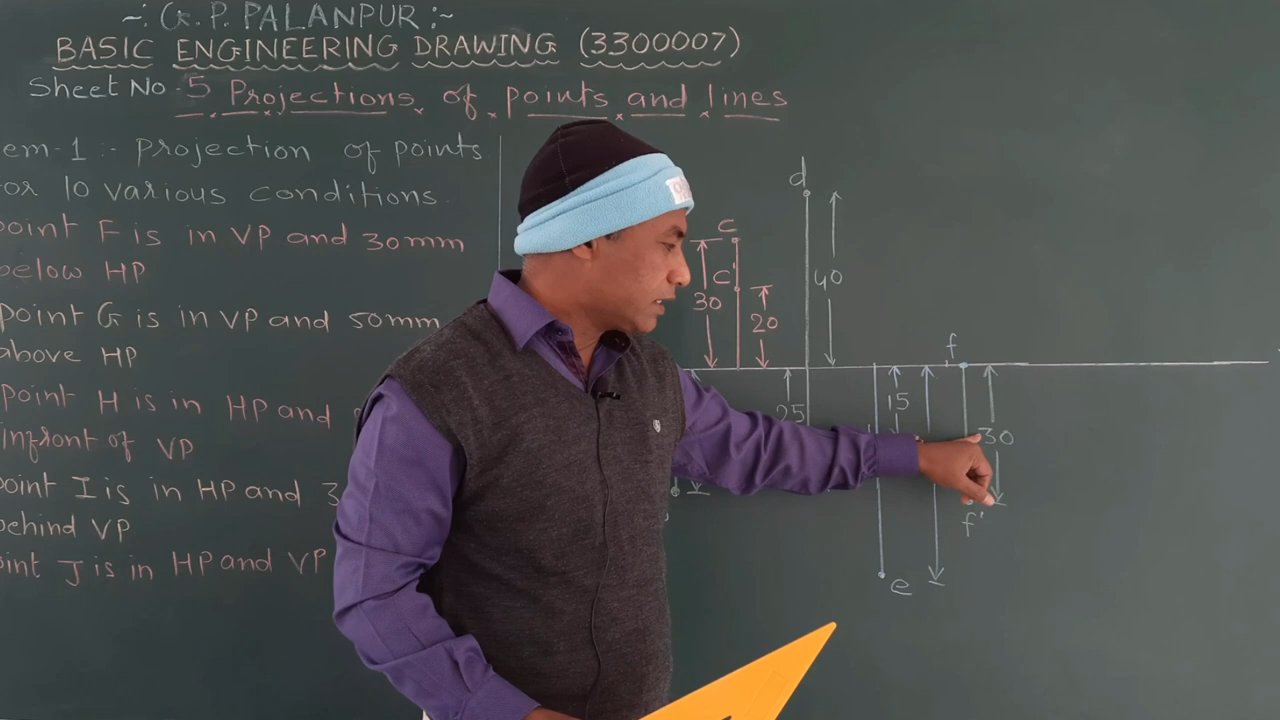 ~: G. P. PALANPUR :~
BASIC ENGINEERING DRAWING (3300007)
Sheet No. 5 Projections of points and lines
em-1 :- projection of points
or 10 various conditions.
point F is in VP and 30mm
below HP
point G is in VP and 50mm
above HP
point H is in HP and
infront of VP
point I is in HP and 3
behind VP
int J is in HP and VP
d
c
c'
30
20
40
f
25
15
30
f'
e